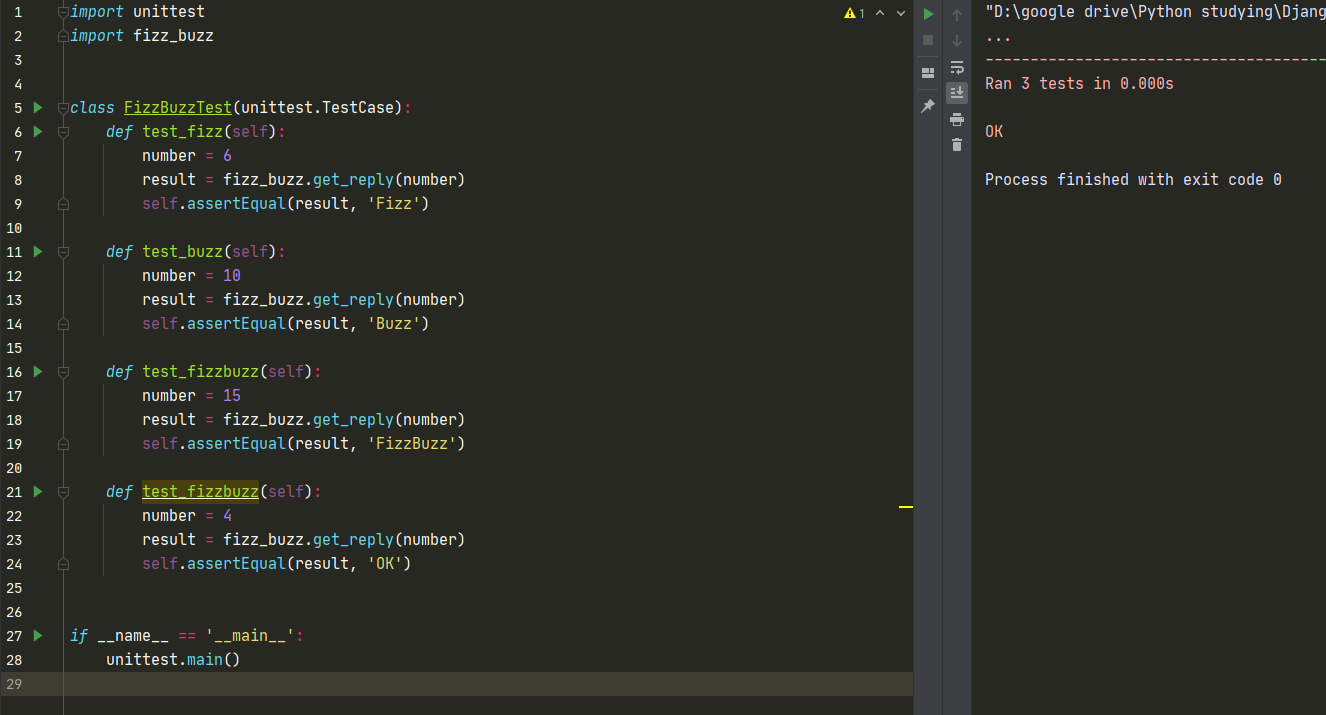 1 import unittest
2 import fizz_buzz
3
4
5 class FizzBuzzTest(unittest.TestCase):
6     def test_fizz(self):
7         number = 6
8         result = fizz_buzz.get_reply(number)
9         self.assertEqual(result, 'Fizz')
10
11     def test_buzz(self):
12         number = 10
13         result = fizz_buzz.get_reply(number)
14         self.assertEqual(result, 'Buzz')
15
16     def test_fizzbuzz(self):
17         number = 15
18         result = fizz_buzz.get_reply(number)
19         self.assertEqual(result, 'FizzBuzz')
20
21     def test_fizzbuzz(self):
22         number = 4
23         result = fizz_buzz.get_reply(number)
24         self.assertEqual(result, 'OK')
25
26
27 if __name__ == '__main__':
28     unittest.main()
29
1
"D:\google drive\Python studying\Djang
...
---------------------------------------
Ran 3 tests in 0.000s
OK
Process finished with exit code 0